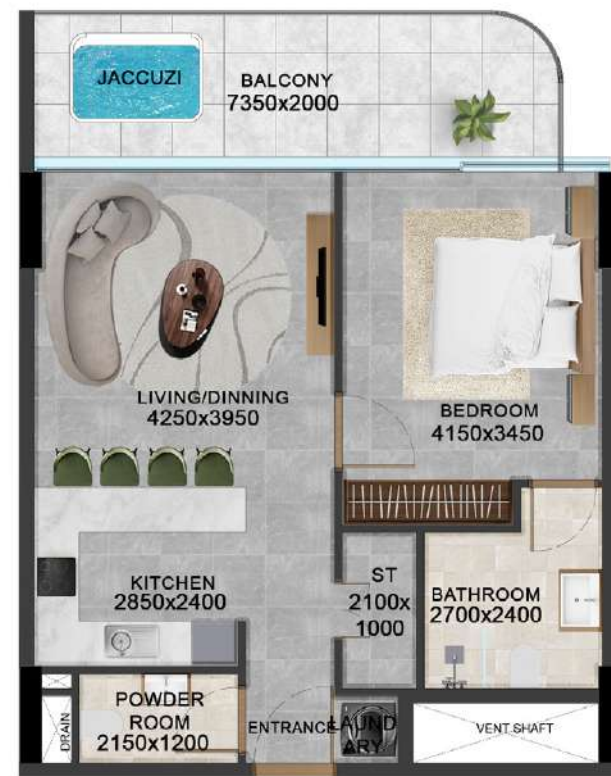 JACCUZI
BALCONY
7350x2000
LIVING/DINNING
4250x3950
BEDROOM
4150x3450
KITCHEN
2850x2400
ST
2100x
1000
BATHROOM
2700x2400
POWDER
ROOM
2150x1200
DRAIN
ENTRANCE
LAUND
ARY
VENT SHAFT